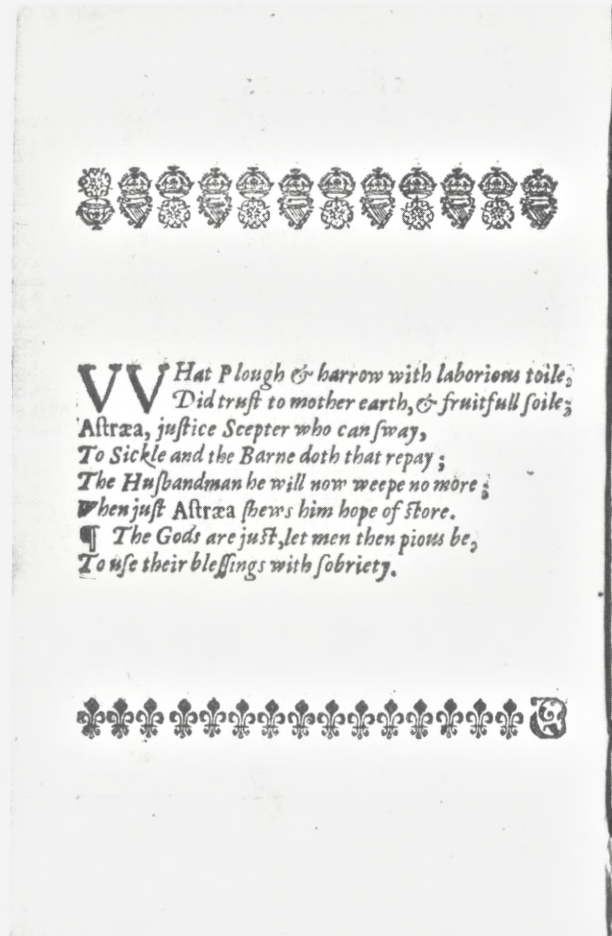 VVHat Plough & harrow with laborious toile,
Did truſt to mother earth, & fruitfull ſoile;
Aſtræa, juſtice Scepter who can ſway,
To Sickle and the Barne doth that repay;
The Huſbandman he will now weepe no more;
When juſt Aſtræa ſhews him hope of ſtore.
¶ The Gods are juſt, let men then pious be,
To uſe their bleſſings with ſobriety.